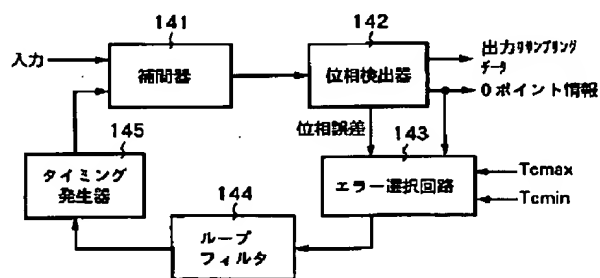 141
142
入力
補間器
位相検出器
出力リサンプリング
データ
0ポイント情報
位相誤差
143
145
タイミング
発生器
エラー選択回路
Tcmax
Tcmin
144
ループ
フィルタ